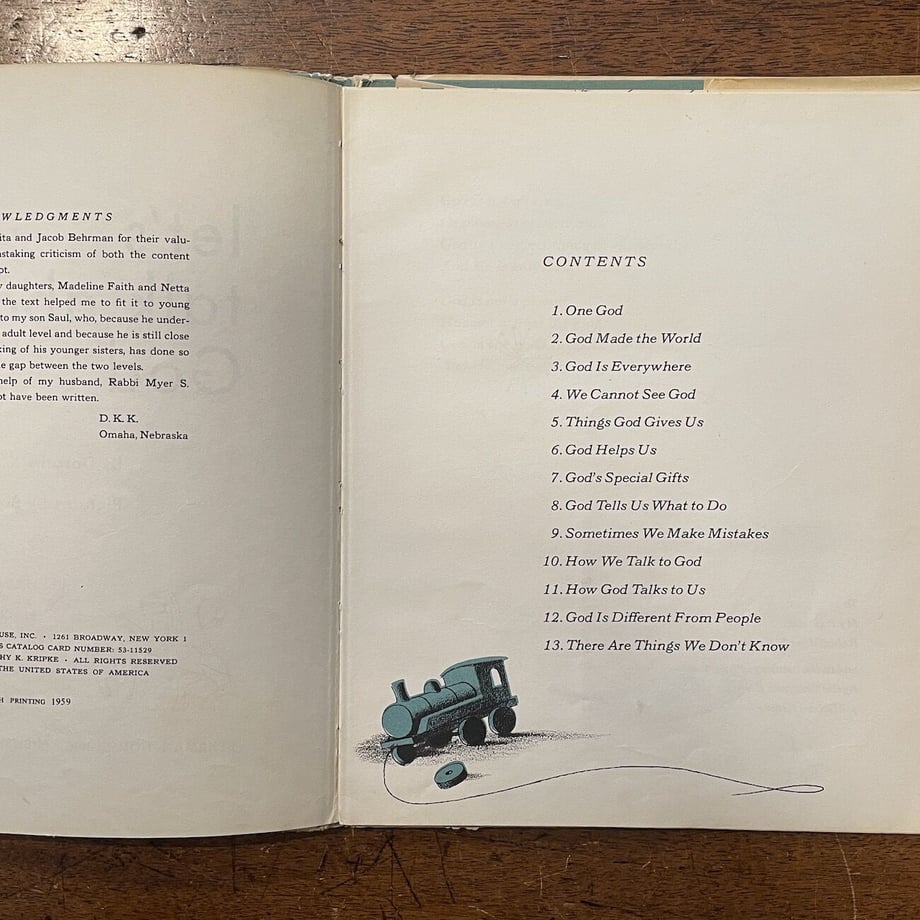 WLEDGMENTS
ita and Jacob Behrman for their valu-
nstaking criticism of both the content
pt.
y daughters, Madeline Faith and Netta
the text helped me to fit it to young
to my son Saul, who, because he under-
adult level and because he is still close
king of his younger sisters, has done so
e gap between the two levels.
help of my husband, Rabbi Myer S.
ot have been written.
D. K. K.
Omaha, Nebraska
USE, INC. · 1261 BROADWAY, NEW YORK 1
S CATALOG CARD NUMBER: 53-11529
HY K. KRIPKE · ALL RIGHTS RESERVED
THE UNITED STATES OF AMERICA
H PRINTING 1959
CONTENTS
1. One God
2. God Made the World
3. God Is Everywhere
4. We Cannot See God
5. Things God Gives Us
6. God Helps Us
7. God's Special Gifts
8. God Tells Us What to Do
9. Sometimes We Make Mistakes
10. How We Talk to God
11. How God Talks to Us
12. God Is Different From People
13. There Are Things We Don't Know